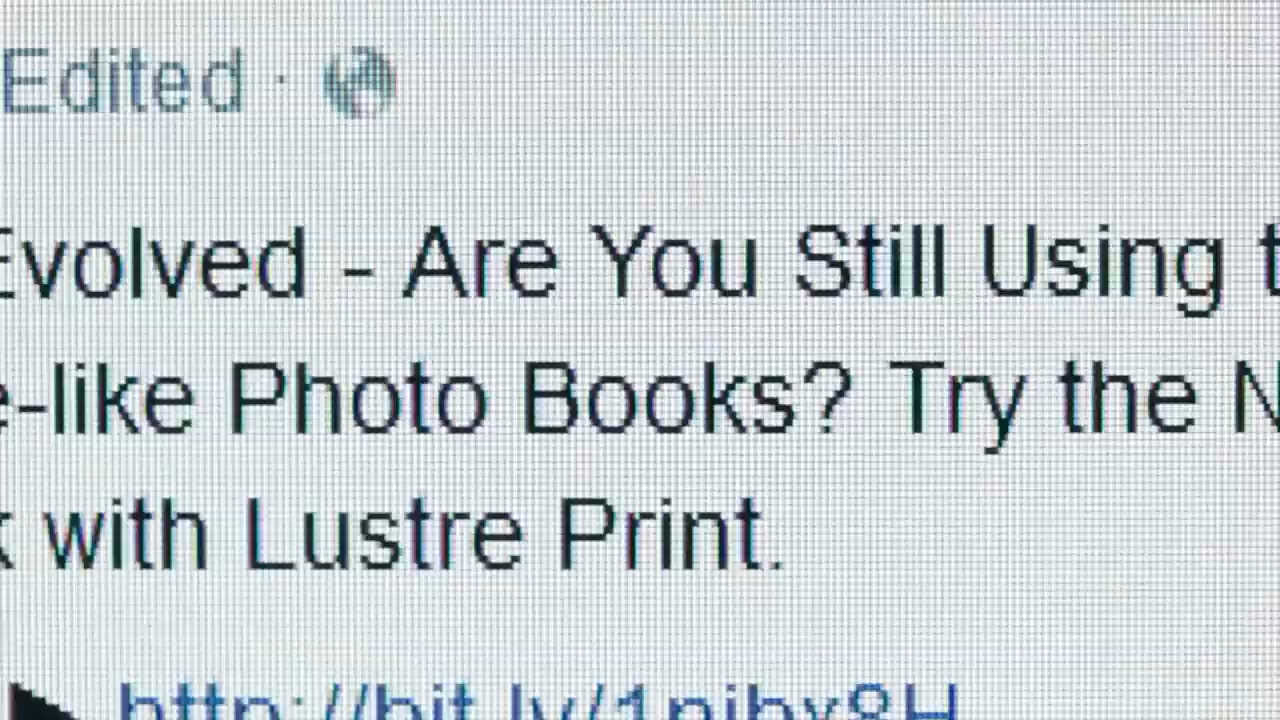 Edited ·
Evolved - Are You Still Using t
e-like Photo Books? Try the N
k with Lustre Print.